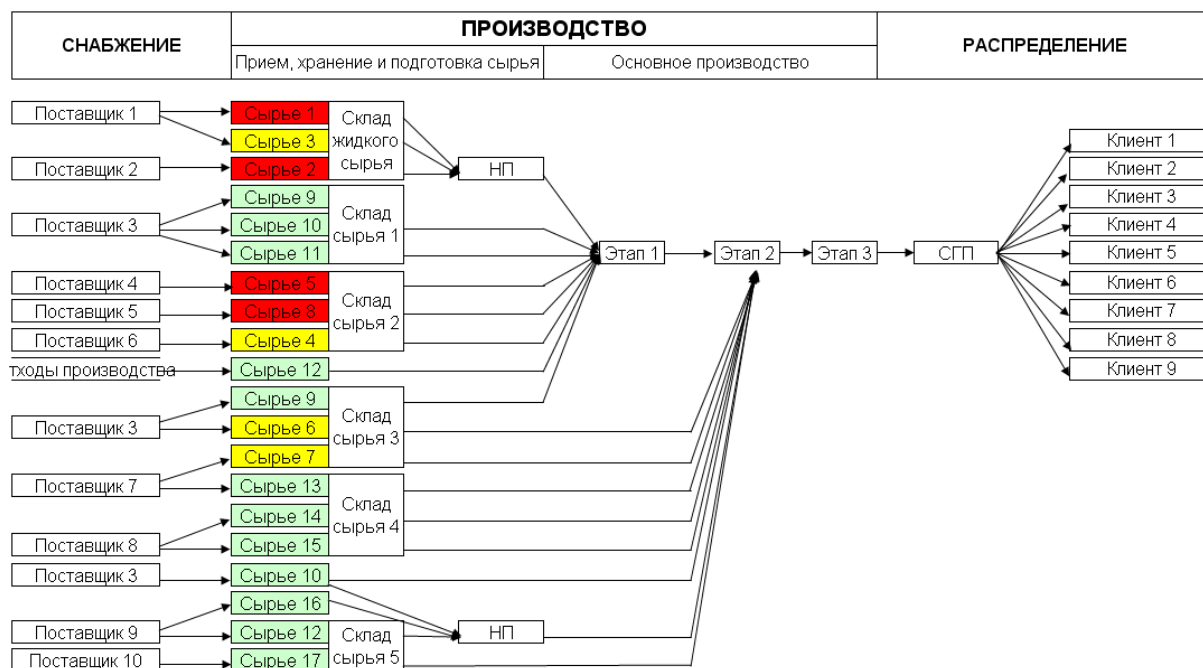 СНАБЖЕНИЕ
ПРОИЗВОДСТВО
РАСПРЕДЕЛЕНИЕ
Прием, хранение и подготовка сырья
Основное производство
Поставщик 1
Сырье 1
Склад
жидкого
сырья
Сырье 3
Поставщик 2
Сырье 2
НП
Сырье 9
Поставщик 3
Сырье 10
Склад
сырья 1
Сырье 11
Поставщик 4
Сырье 5
Поставщик 5
Сырье 8
Склад
сырья 2
Поставщик 6
Сырье 4
тходы производства
Сырье 12
Сырье 9
Поставщик 3
Сырье 6
Склад
сырья 3
Сырье 7
Поставщик 7
Сырье 13
Сырье 14
Склад
сырья 4
Поставщик 8
Сырье 15
Поставщик 3
Сырье 10
Сырье 16
Поставщик 9
Сырье 12
Склад
сырья 5
НП
Поставщик 10
Сырье 17
Этап 1
Этап 2
Этап 3
СГП
Клиент 1
Клиент 2
Клиент 3
Клиент 4
Клиент 5
Клиент 6
Клиент 7
Клиент 8
Клиент 9